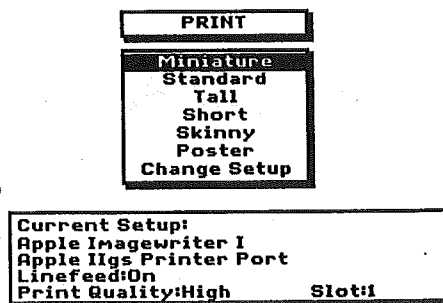 PRINT
Miniature
Standard
Tall
Short
Skinny
Poster
Change Setup
Current Setup:
Apple Imagewriter I
Apple IIgs Printer Port
Linefeed:On
Print Quality:High Slot:1